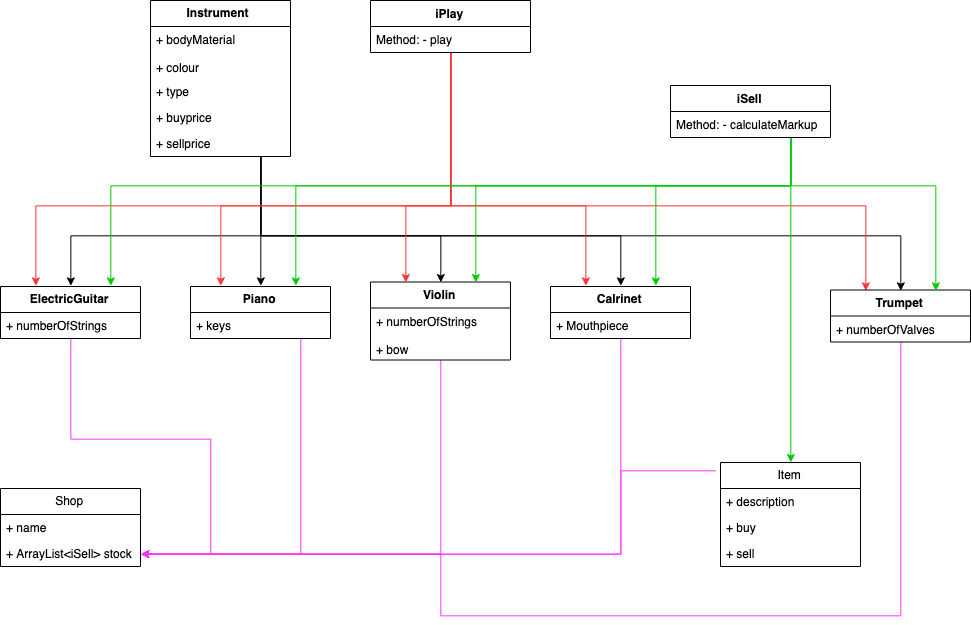 Instrument
+ bodyMaterial
+ colour
+ type
+ buyprice
+ sellprice
iPlay
Method: - play
iSell
Method: - calculateMarkup
ElectricGuitar
+ numberOfStrings
Piano
+ keys
Violin
+ numberOfStrings
+ bow
Calrinet
+ Mouthpiece
Trumpet
+ numberOfValves
Shop
+ name
+ ArrayList<iSell> stock
Item
+ description
+ buy
+ sell